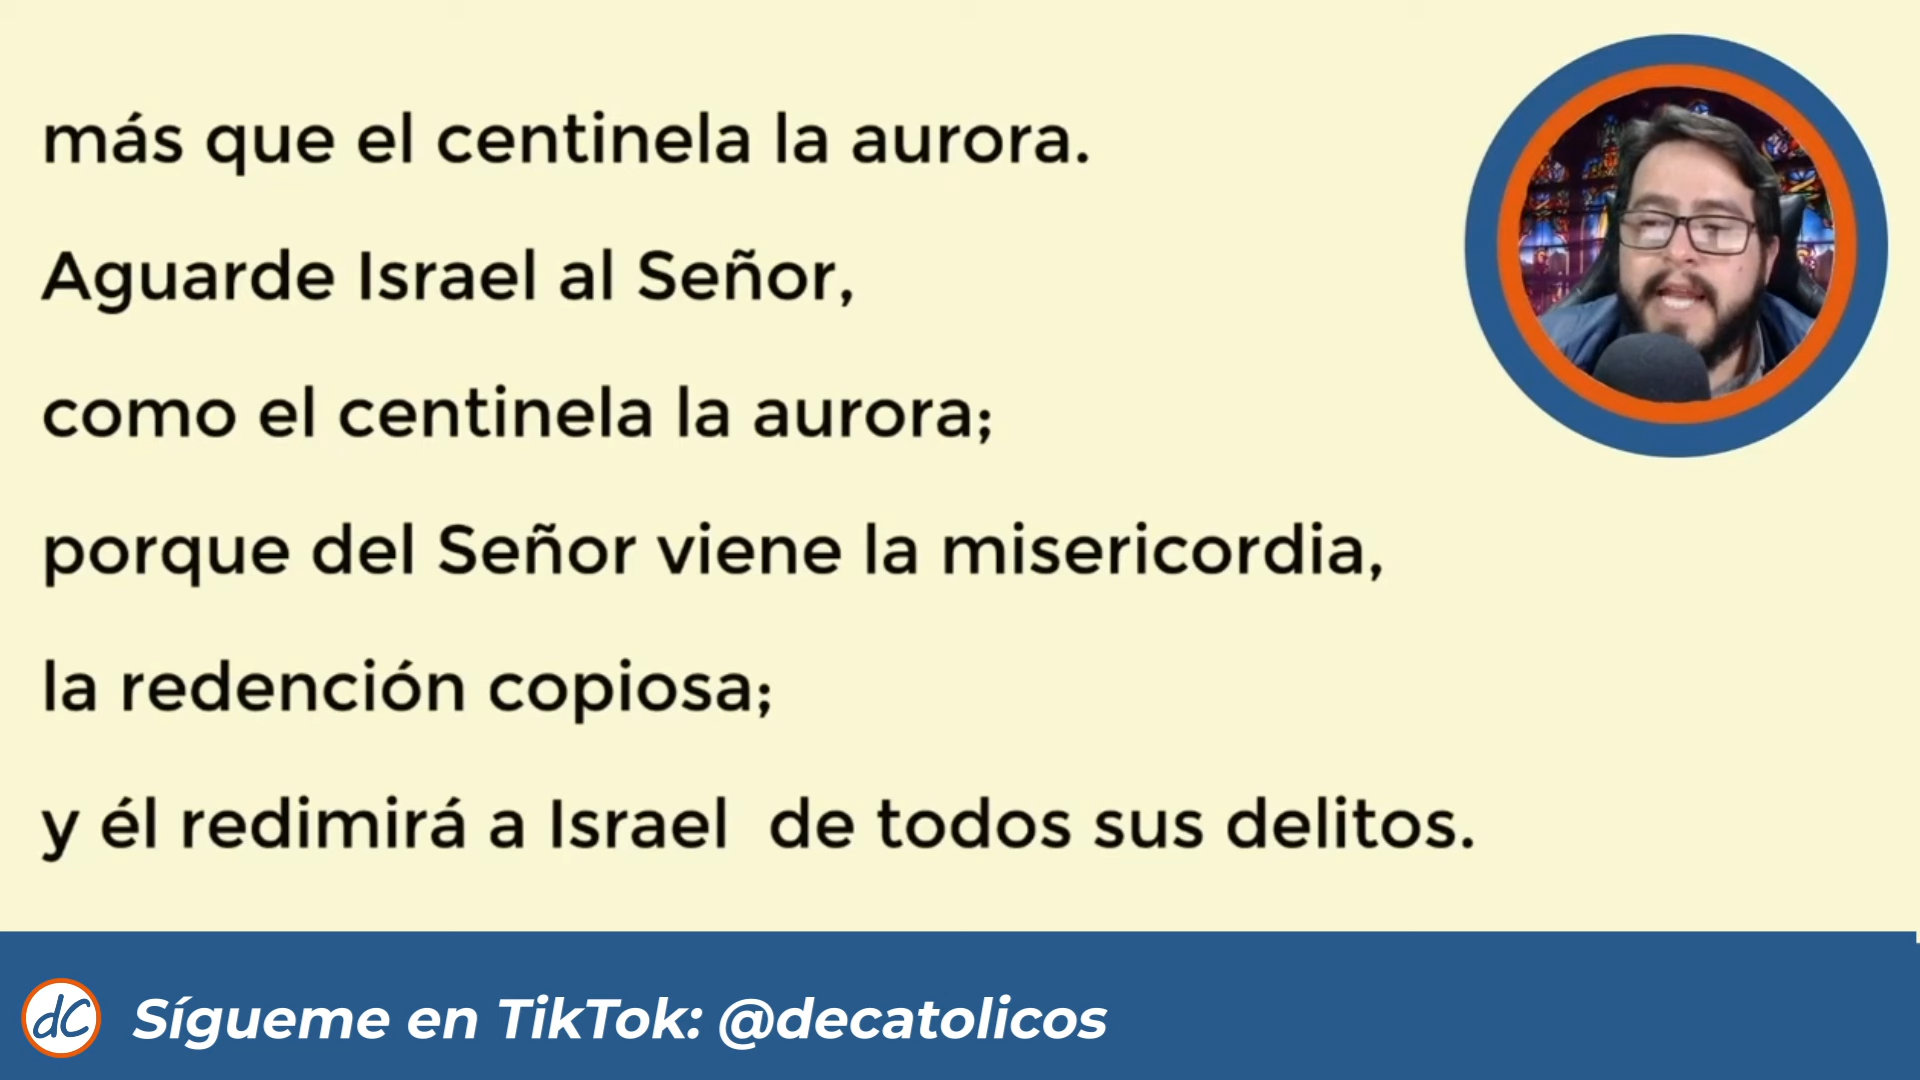 más que el centinela la aurora.
Aguarde Israel al Señor,
como el centinela la aurora;
porque del Señor viene la misericordia,
la redención copiosa;
y él redimirá a Israel  de todos sus delitos.
dC Sígueme en TikTok: @decatolicos